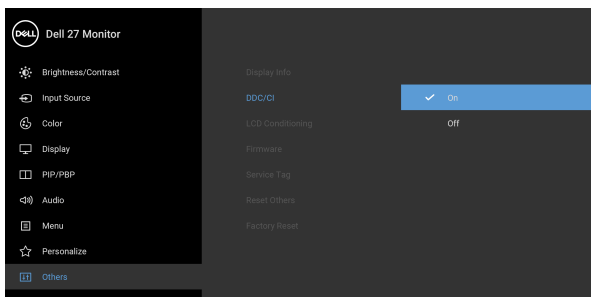 DELL Dell 27 Monitor
Brightness/Contrast
Input Source
Color
Display
PIP/PBP
Audio
Menu
Personalize
Others
Display Info
DDC/CI
LCD Conditioning
Firmware
Service Tag
Reset Others
Factory Reset
On
Off